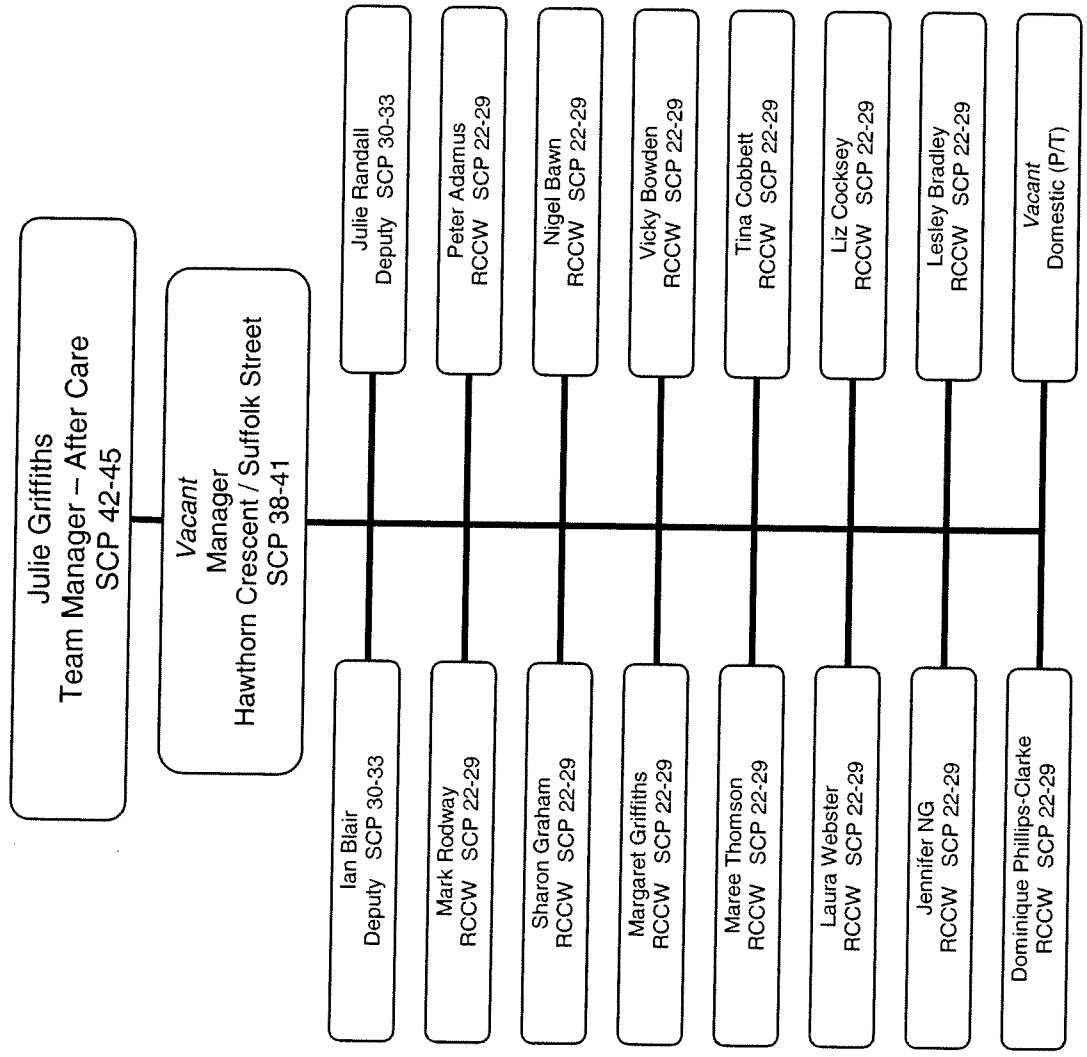 Julie Griffiths
Team Manager – After Care
SCP 42-45
Vacant
Manager
Hawthorn Crescent / Suffolk Street
SCP 38-41
Ian Blair
Deputy SCP 30-33
Julie Randall
Deputy SCP 30-33
Mark Rodway
RCCW SCP 22-29
Peter Adamus
RCCW SCP 22-29
Sharon Graham
RCCW SCP 22-29
Nigel Bawn
RCCW SCP 22-29
Margaret Griffiths
RCCW SCP 22-29
Vicky Bowden
RCCW SCP 22-29
Maree Thomson
RCCW SCP 22-29
Tina Cobbett
RCCW SCP 22-29
Laura Webster
RCCW SCP 22-29
Liz Cocksey
RCCW SCP 22-29
Jennifer NG
RCCW SCP 22-29
Lesley Bradley
RCCW SCP 22-29
Dominique Phillips-Clarke
RCCW SCP 22-29
Vacant
Domestic (P/T)